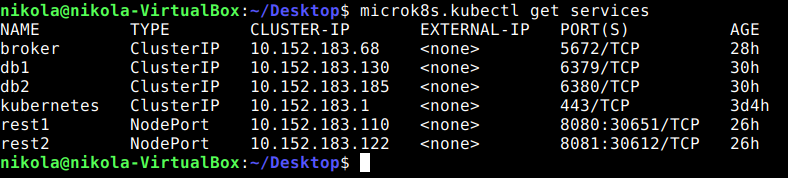 nikola@nikola-VirtualBox:~/Desktop$ microk8s.kubectl get services
NAME TYPE CLUSTER-IP EXTERNAL-IP PORT(S) AGE
broker ClusterIP 10.152.183.68 <none> 5672/TCP 28h
db1 ClusterIP 10.152.183.130 <none> 6379/TCP 30h
db2 ClusterIP 10.152.183.185 <none> 6380/TCP 30h
kubernetes ClusterIP 10.152.183.1 <none> 443/TCP 3d4h
rest1 NodePort 10.152.183.110 <none> 8080:30651/TCP 26h
rest2 NodePort 10.152.183.122 <none> 8081:30612/TCP 26h
nikola@nikola-VirtualBox:~/Desktop$